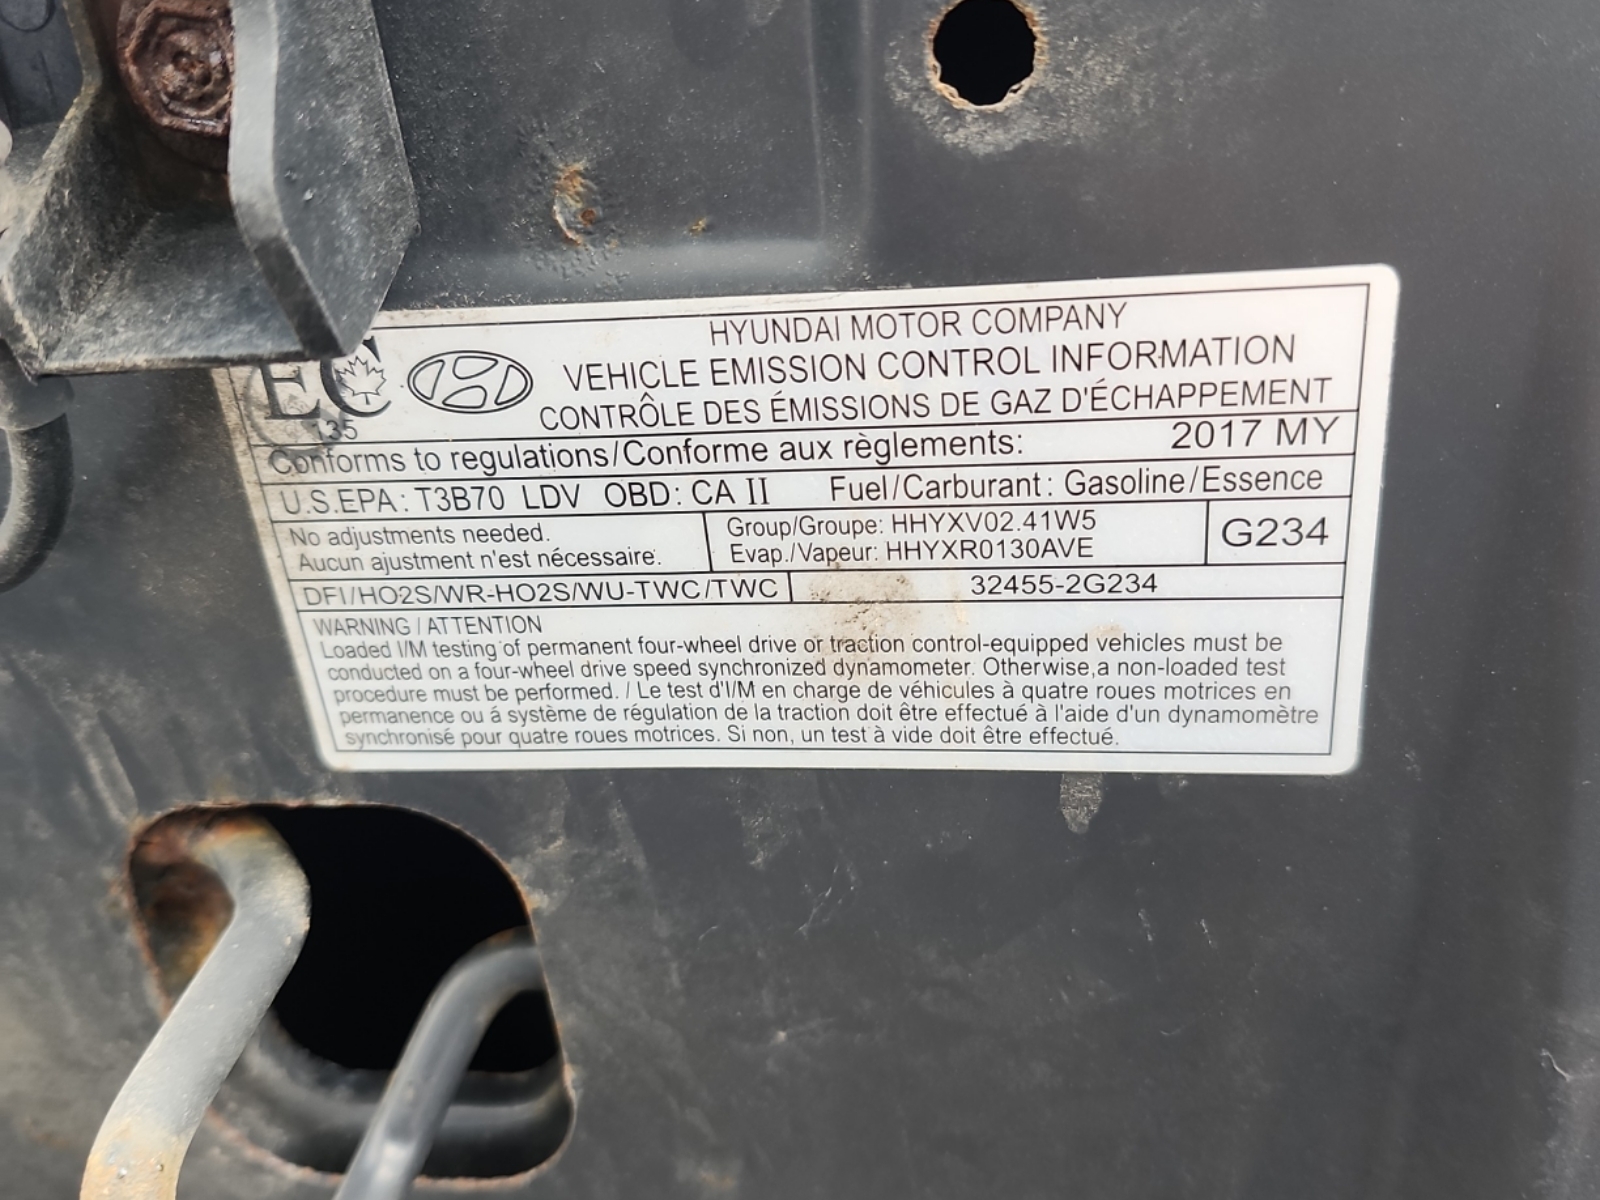 HYUNDAI MOTOR COMPANY
EC VEHICLE EMISSION CONTROL INFORMATION
CONTRÔLE DES ÉMISSIONS DE GAZ D'ÉCHAPPEMENT
135
Conforms to regulations/Conforme aux règlements: 2017 MY
U.S.EPA: T3B70 LDV OBD: CA II Fuel/Carburant: Gasoline/Essence
No adjustments needed.
Aucun ajustment n'est nécessaire.
Group/Groupe: HHYXV02.41W5
Evap./Vapeur: HHYXR0130AVE
G234
DFI/HO2S/WR-HO2S/WU-TWC/TWC
32455-2G234
WARNING / ATTENTION
Loaded I/M testing of permanent four-wheel drive or traction control-equipped vehicles must be
conducted on a four-wheel drive speed synchronized dynamometer. Otherwise,a non-loaded test
procedure must be performed. / Le test d'I/M en charge de véhicules à quatre roues motrices en
permanence ou á système de régulation de la traction doit être effectué à l'aide d'un dynamomètre
synchronisé pour quatre roues motrices. Si non, un test à vide doit être effectué.